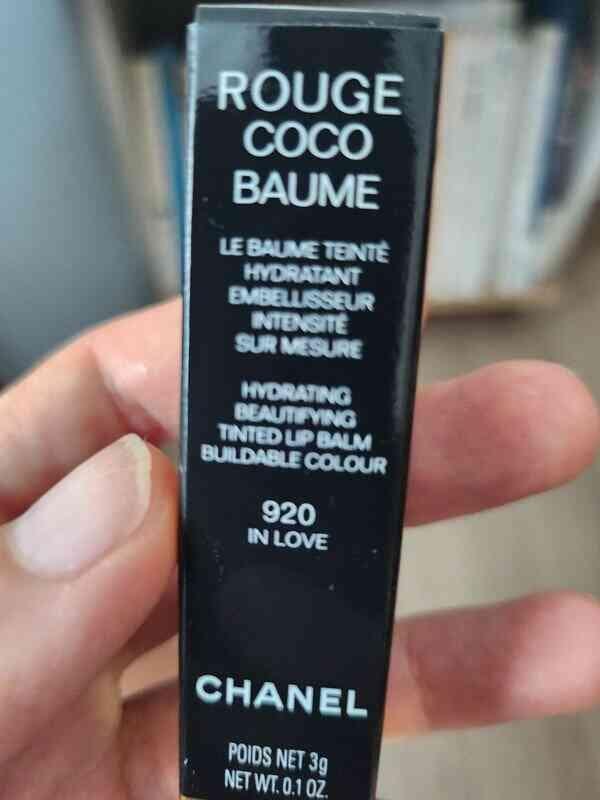 ROUGE
COCO
BAUME
LE BAUME TEINTÉ
HYDRATANT
EMBELLISSEUR
INTENSITÉ
SUR MESURE
HYDRATING
BEAUTIFYING
TINTED LIP BALM
BUILDABLE COLOUR
920
IN LOVE
CHANEL
POIDS NET 3g
NET WT. 0.1 OZ.